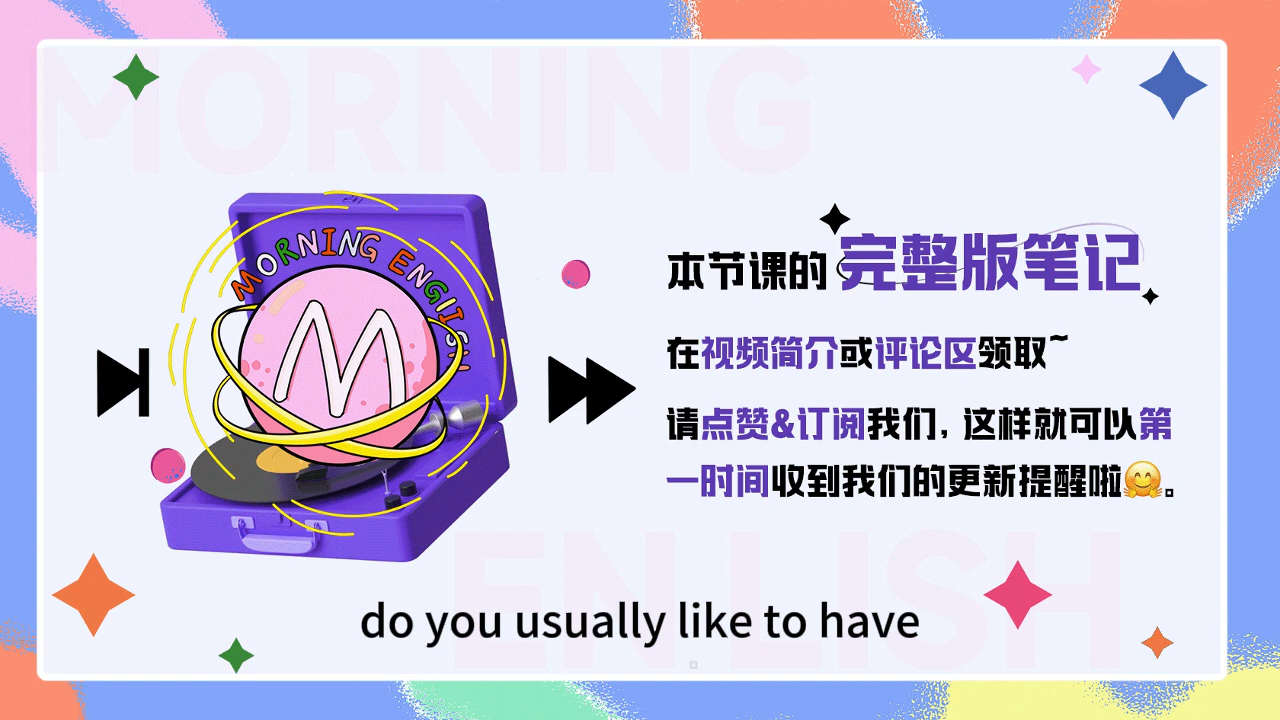 MORNING
MORNING ENGLISH
M
本节课的 完整版笔记
在视频简介或评论区领取~
请点赞&订阅我们，这样就可以第
一时间收到我们的更新提醒啦🤗。
EN LISH
do you usually like to have